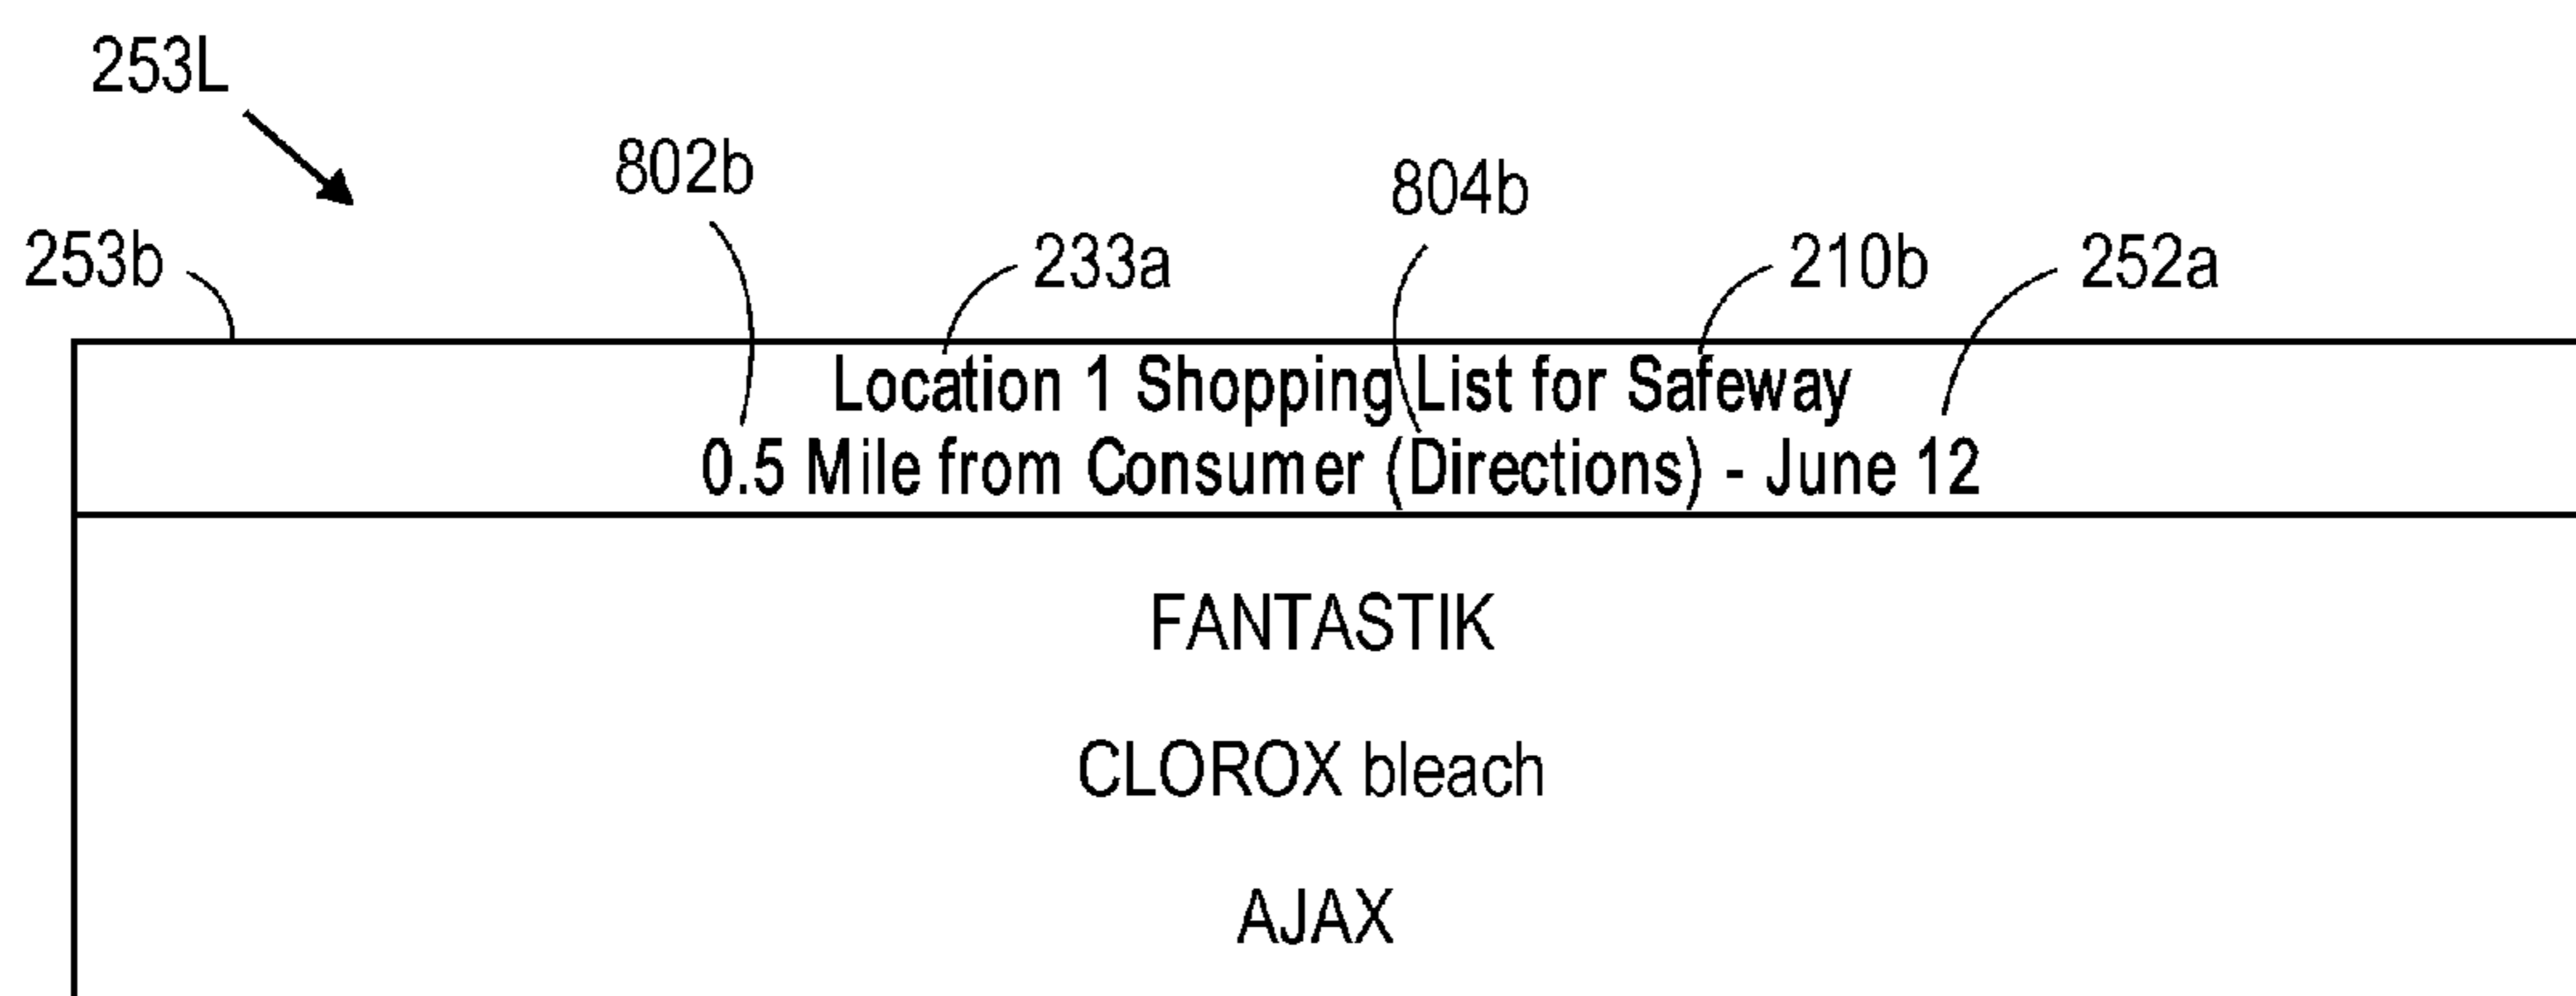 253L
802b
804b
253b
233a
210b
252a
Location 1 Shopping List for Safeway
0.5 Mile from Consumer (Directions) - June 12
FANTASTIK
CLOROX bleach
AJAX